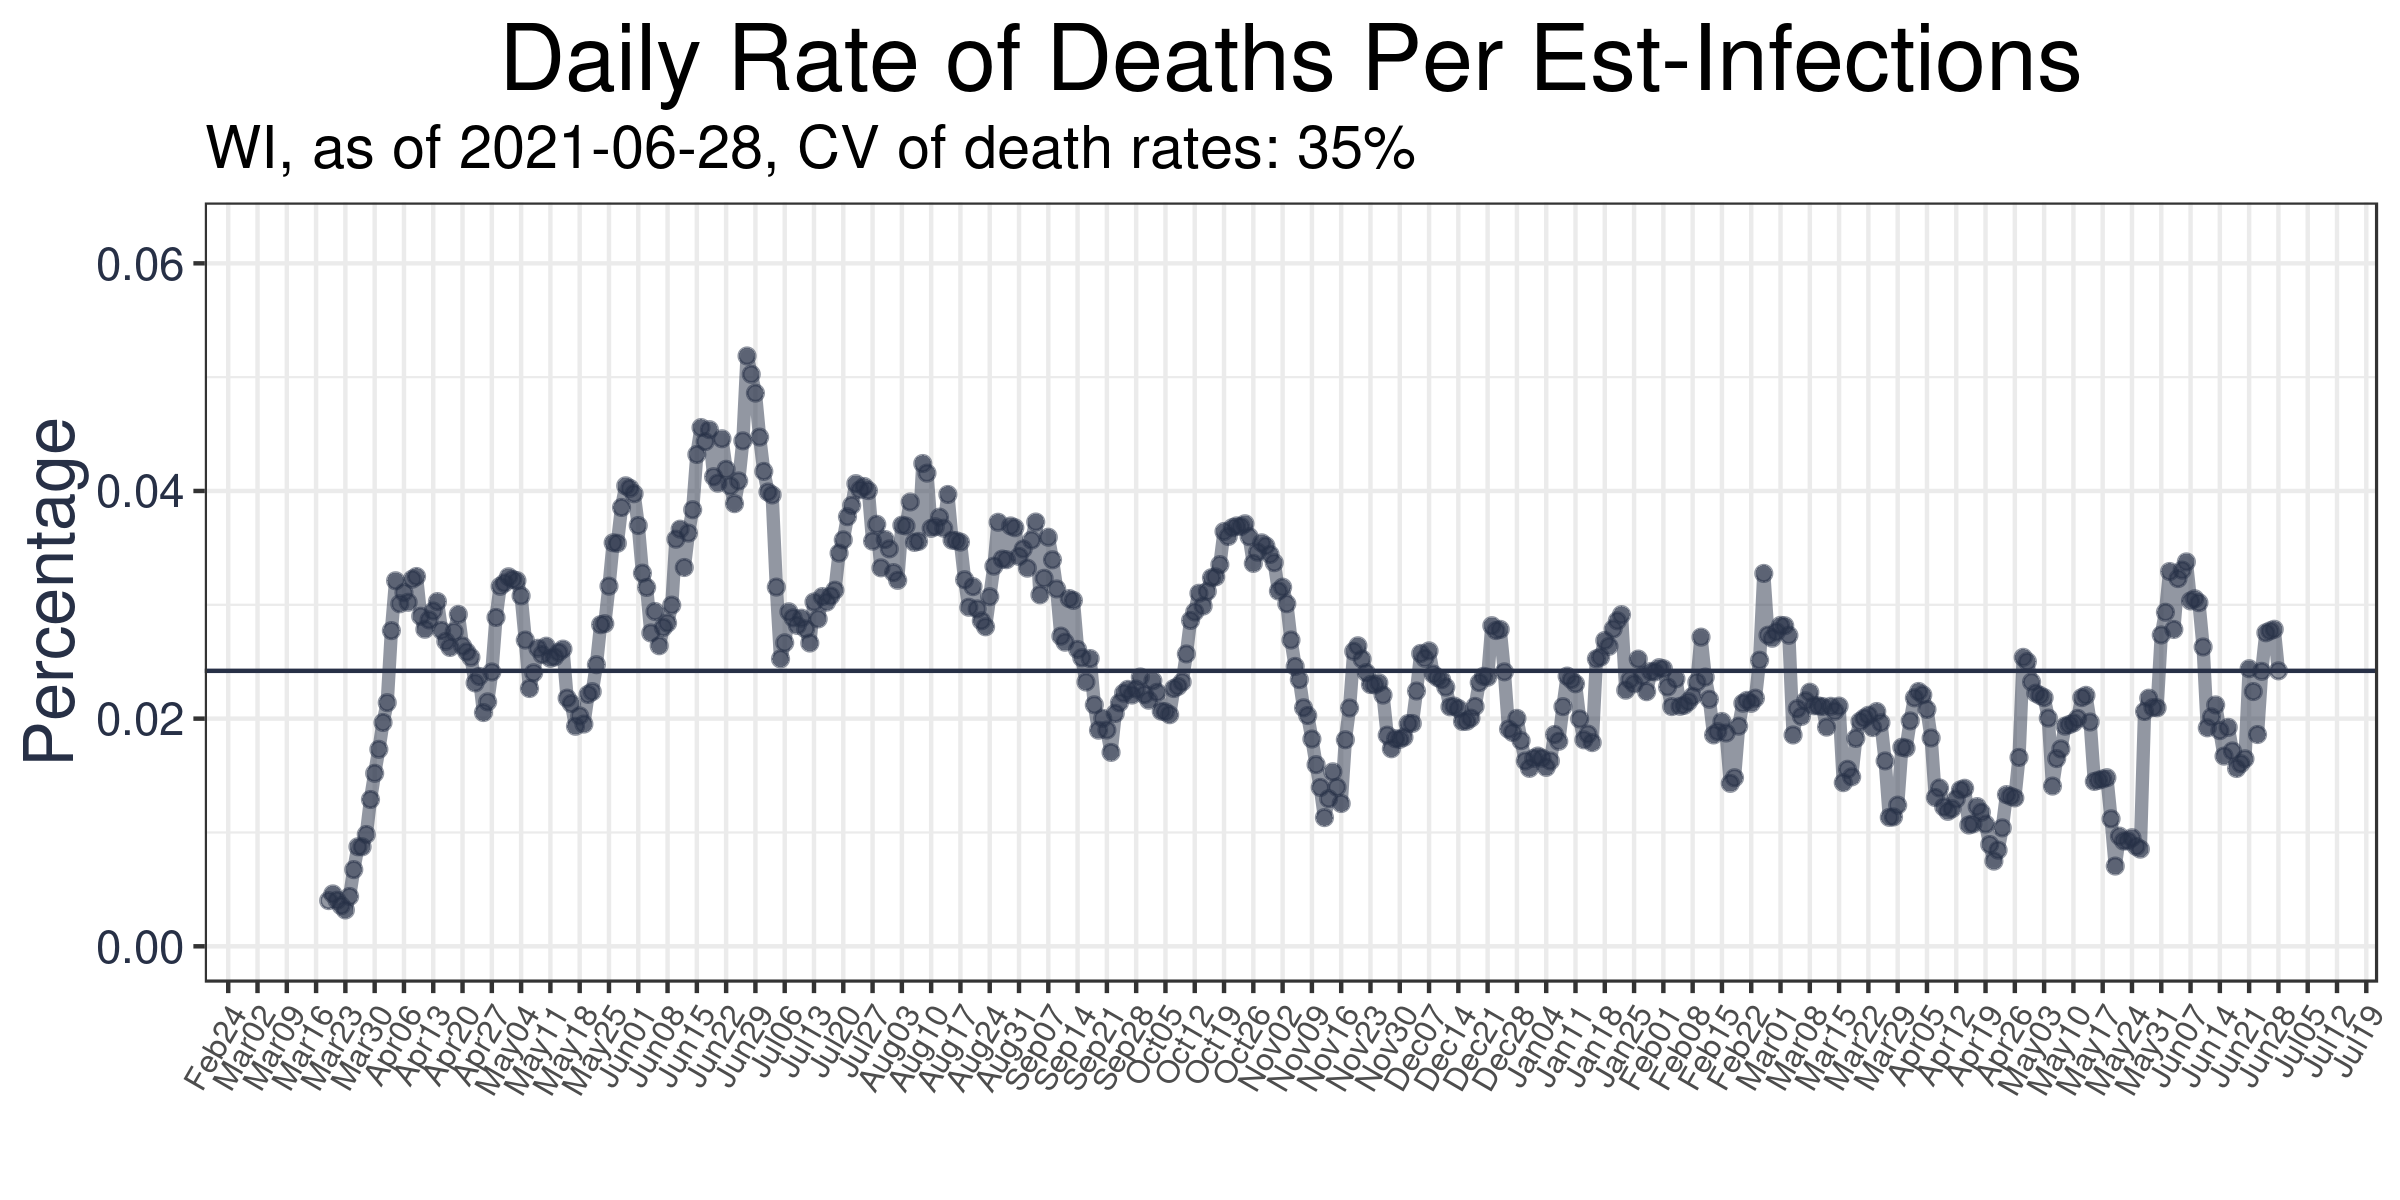 Daily Rate of Deaths Per Est-Infections
WI, as of 2021-06-28, CV of death rates: 35%
Percentage
0.06
0.04
0.02
0.00
Feb24
Mar02
Mar09
Mar16
Mar23
Mar30
Apr06
Apr13
Apr20
Apr27
May04
May11
May18
May25
Jun01
Jun08
Jun15
Jun22
Jun29
Jul06
Jul13
Jul20
Jul27
Aug03
Aug10
Aug17
Aug24
Aug31
Sep07
Sep14
Sep21
Sep28
Oct05
Oct12
Oct19
Oct26
Nov02
Nov09
Nov16
Nov23
Nov30
Dec07
Dec14
Dec21
Dec28
Jan04
Jan11
Jan18
Jan25
Feb01
Feb08
Feb15
Feb22
Mar01
Mar08
Mar15
Mar22
Mar29
Apr05
Apr12
Apr19
Apr26
May03
May10
May17
May24
May31
Jun07
Jun14
Jun21
Jun28
Jul05
Jul12
Jul19